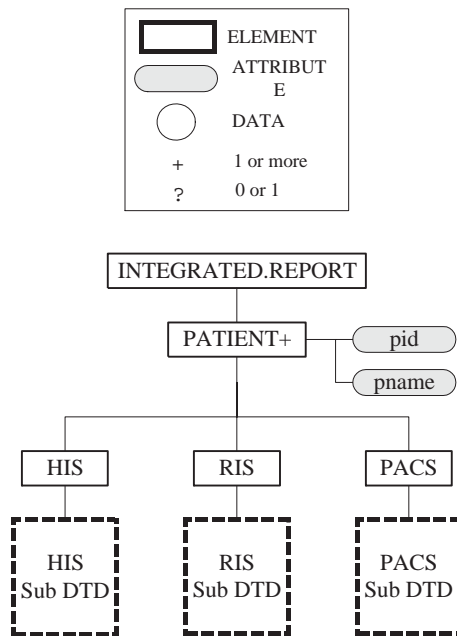 ELEMENT
ATTRIBUT
E
DATA
+ 1 or more
? 0 or 1
INTEGRATED.REPORT
PATIENT+ pid
pname
HIS RIS PACS
HIS RIS PACS
Sub DTD Sub DTD Sub DTD